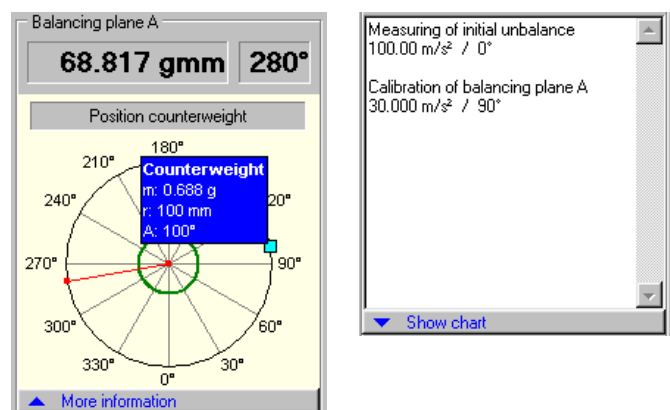 Balancing plane A
68.817 gmm
280°
Position counterweight
180°
210°
240°
270°
300°
330°
0°
30°
60°
90°
20°
Counterweight
m: 0.688 g
r: 100 mm
A: 100°
More information
Measuring of initial unbalance
100.00 m/s² / 0°
Calibration of balancing plane A
30.000 m/s² / 90°
Show chart